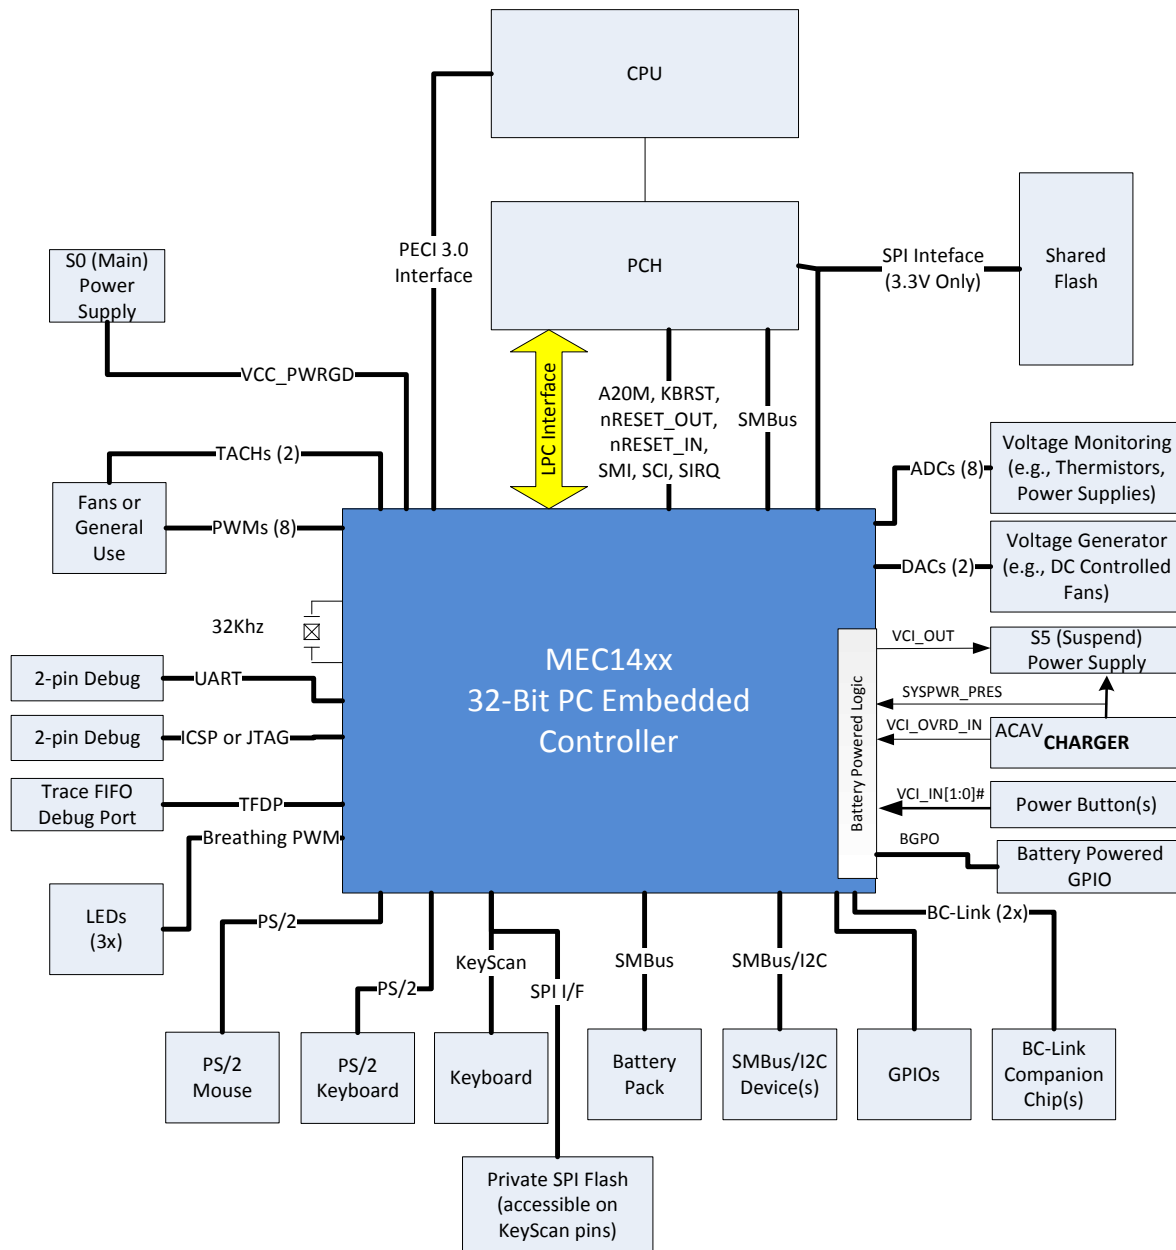 CPU
PECI 3.0
Interface
PCH
SPI Inteface
(3.3V Only)
Shared
Flash
S0 (Main)
Power
Supply
VCC_PWRGD
LPC Interface
A20M, KBRST,
nRESET_OUT,
nRESET_IN,
SMI, SCI, SIRQ
SMBus
TACHs (2)
Fans or
General
Use
PWMs (8)
ADCs (8)
Voltage Monitoring
(e.g., Thermistors,
Power Supplies)
DACs (2)
Voltage Generator
(e.g., DC Controlled
Fans)
32Khz
MEC14xx
32-Bit PC Embedded
Controller
Battery Powered Logic
VCI_OUT
S5 (Suspend)
Power Supply
SYSPWR_PRES
VCI_OVRD_IN
ACAV
CHARGER
VCI_IN[1:0]#
Power Button(s)
BGPO
Battery Powered
GPIO
2-pin Debug
UART
2-pin Debug
ICSP or JTAG
Trace FIFO
Debug Port
TFDP
Breathing PWM
LEDs
(3x)
PS/2
PS/2
KeyScan
SPI I/F
SMBus
SMBus/I2C
BC-Link (2x)
PS/2
Mouse
PS/2
Keyboard
Keyboard
Battery
Pack
SMBus/I2C
Device(s)
GPIOs
BC-Link
Companion
Chip(s)
Private SPI Flash
(accessible on
KeyScan pins)